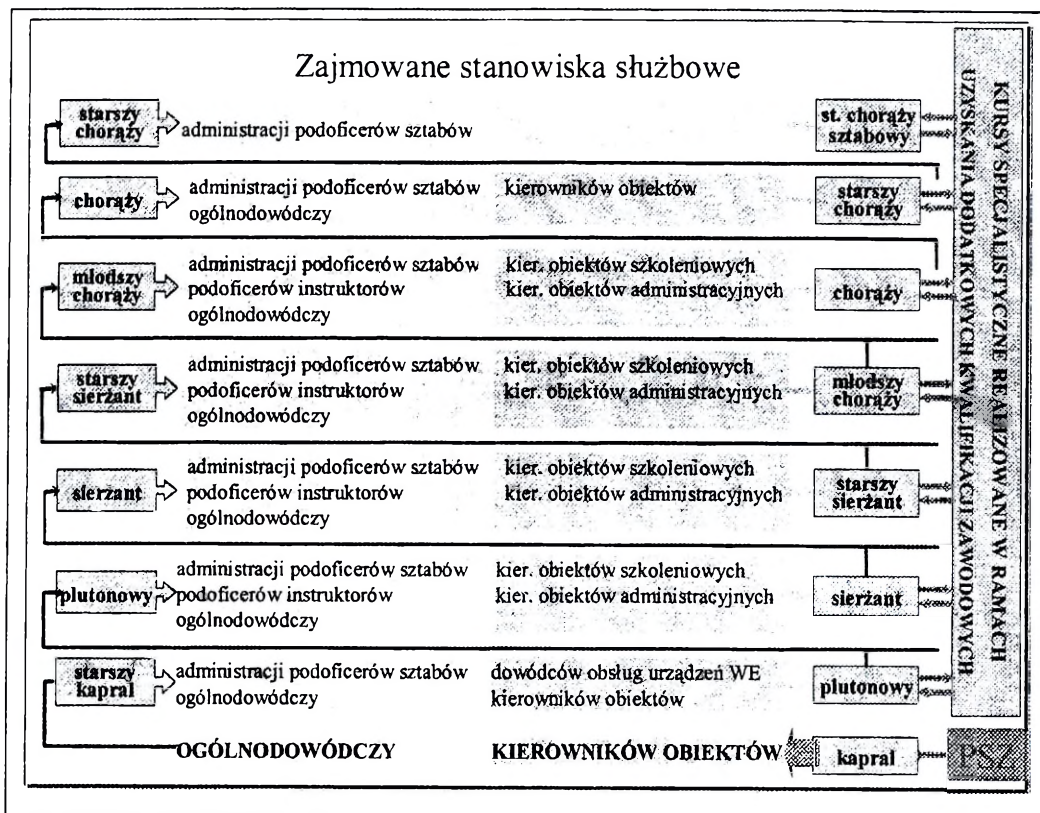 Zajmowane stanowiska służbowe
starszy
chorąży
administracji podoficerów sztabów
st. chorąży
sztabowy
chorąży
administracji podoficerów sztabów
ogólnodowódczy
kierowników obiektów
starszy
chorąży
młodszy
chorąży
administracji podoficerów sztabów
podoficerów instruktorów
ogólnodowódczy
kier. obiektów szkoleniowych
kier. obiektów administracyjnych
chorąży
starszy
sierżant
administracji podoficerów sztabów
podoficerów instruktorów
ogólnodowódczy
kier. obiektów szkoleniowych
kier. obiektów administracyjnych
młodszy
chorąży
sierżant
administracji podoficerów sztabów
podoficerów instruktorów
ogólnodowódczy
kier. obiektów szkoleniowych
kier. obiektów administracyjnych
starszy
sierżant
plutonowy
administracji podoficerów sztabów
podoficerów instruktorów
ogólnodowódczy
kier. obiektów szkoleniowych
kier. obiektów administracyjnych
sierżant
starszy
kapral
administracji podoficerów sztabów
ogólnodowódczy
dowódców obsług urządzeń WE
kierowników obiektów
plutonowy
OGÓLNODOWÓDCZY
KIEROWNIKÓW OBIEKTÓW
kapral
PSZ
KURSY SPECJALISTYCZNE REALIZOWANE W RAMACH
UZYSKANIA DODATKOWYCH KWALIFIKACJI ZAWODOWYCH